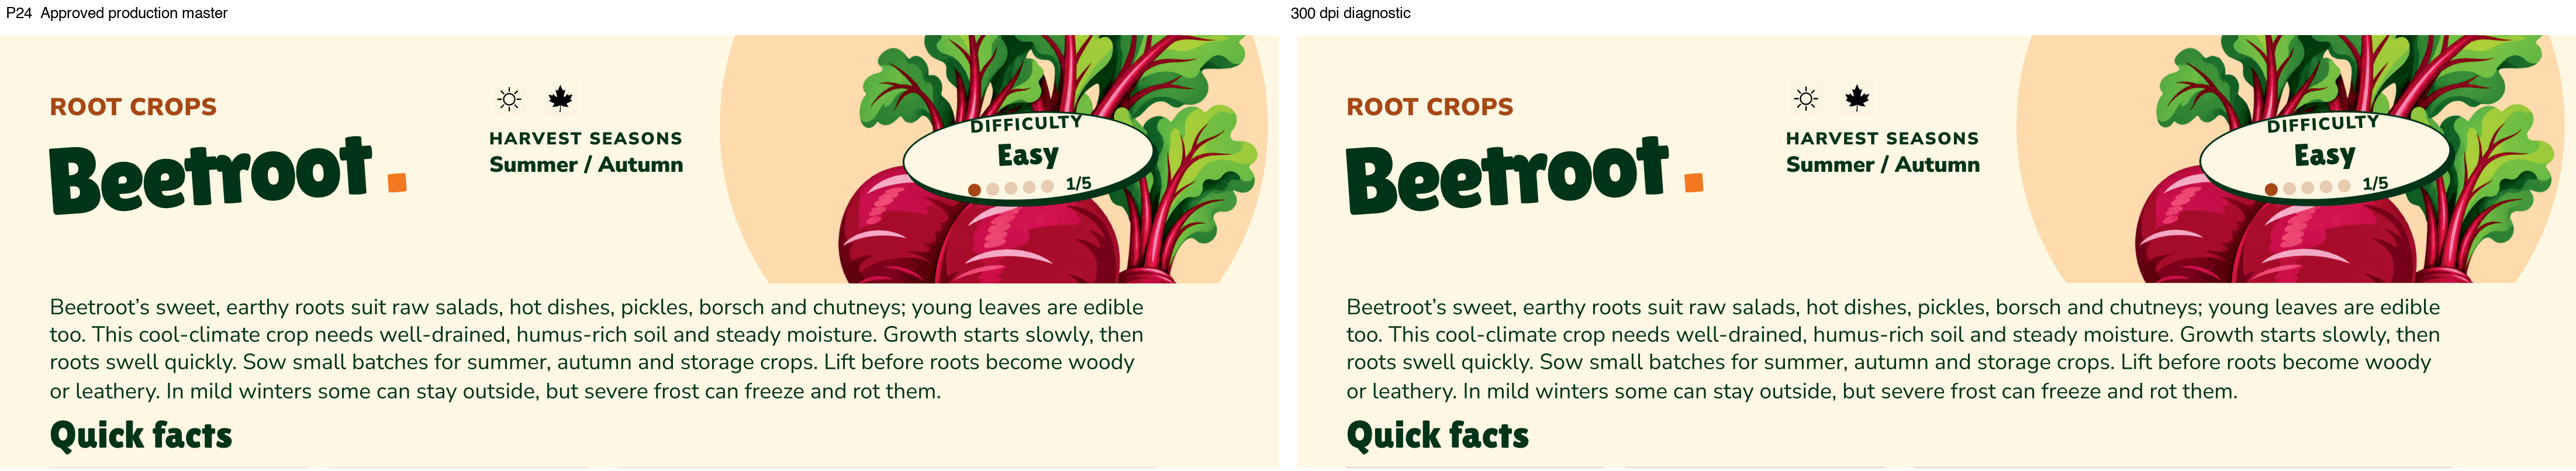 P24 Approved production master
ROOT CROPS
Beetroot.
HARVEST SEASONS
Summer / Autumn
DIFFICULTY
Easy
1/5
Beetroot’s sweet, earthy roots suit raw salads, hot dishes, pickles, borsch and chutneys; young leaves are edible
too. This cool-climate crop needs well-drained, humus-rich soil and steady moisture. Growth starts slowly, then
roots swell quickly. Sow small batches for summer, autumn and storage crops. Lift before roots become woody
or leathery. In mild winters some can stay outside, but severe frost can freeze and rot them.
Quick facts
300 dpi diagnostic
ROOT CROPS
Beetroot.
HARVEST SEASONS
Summer / Autumn
DIFFICULTY
Easy
1/5
Beetroot’s sweet, earthy roots suit raw salads, hot dishes, pickles, borsch and chutneys; young leaves are edible
too. This cool-climate crop needs well-drained, humus-rich soil and steady moisture. Growth starts slowly, then
roots swell quickly. Sow small batches for summer, autumn and storage crops. Lift before roots become woody
or leathery. In mild winters some can stay outside, but severe frost can freeze and rot them.
Quick facts